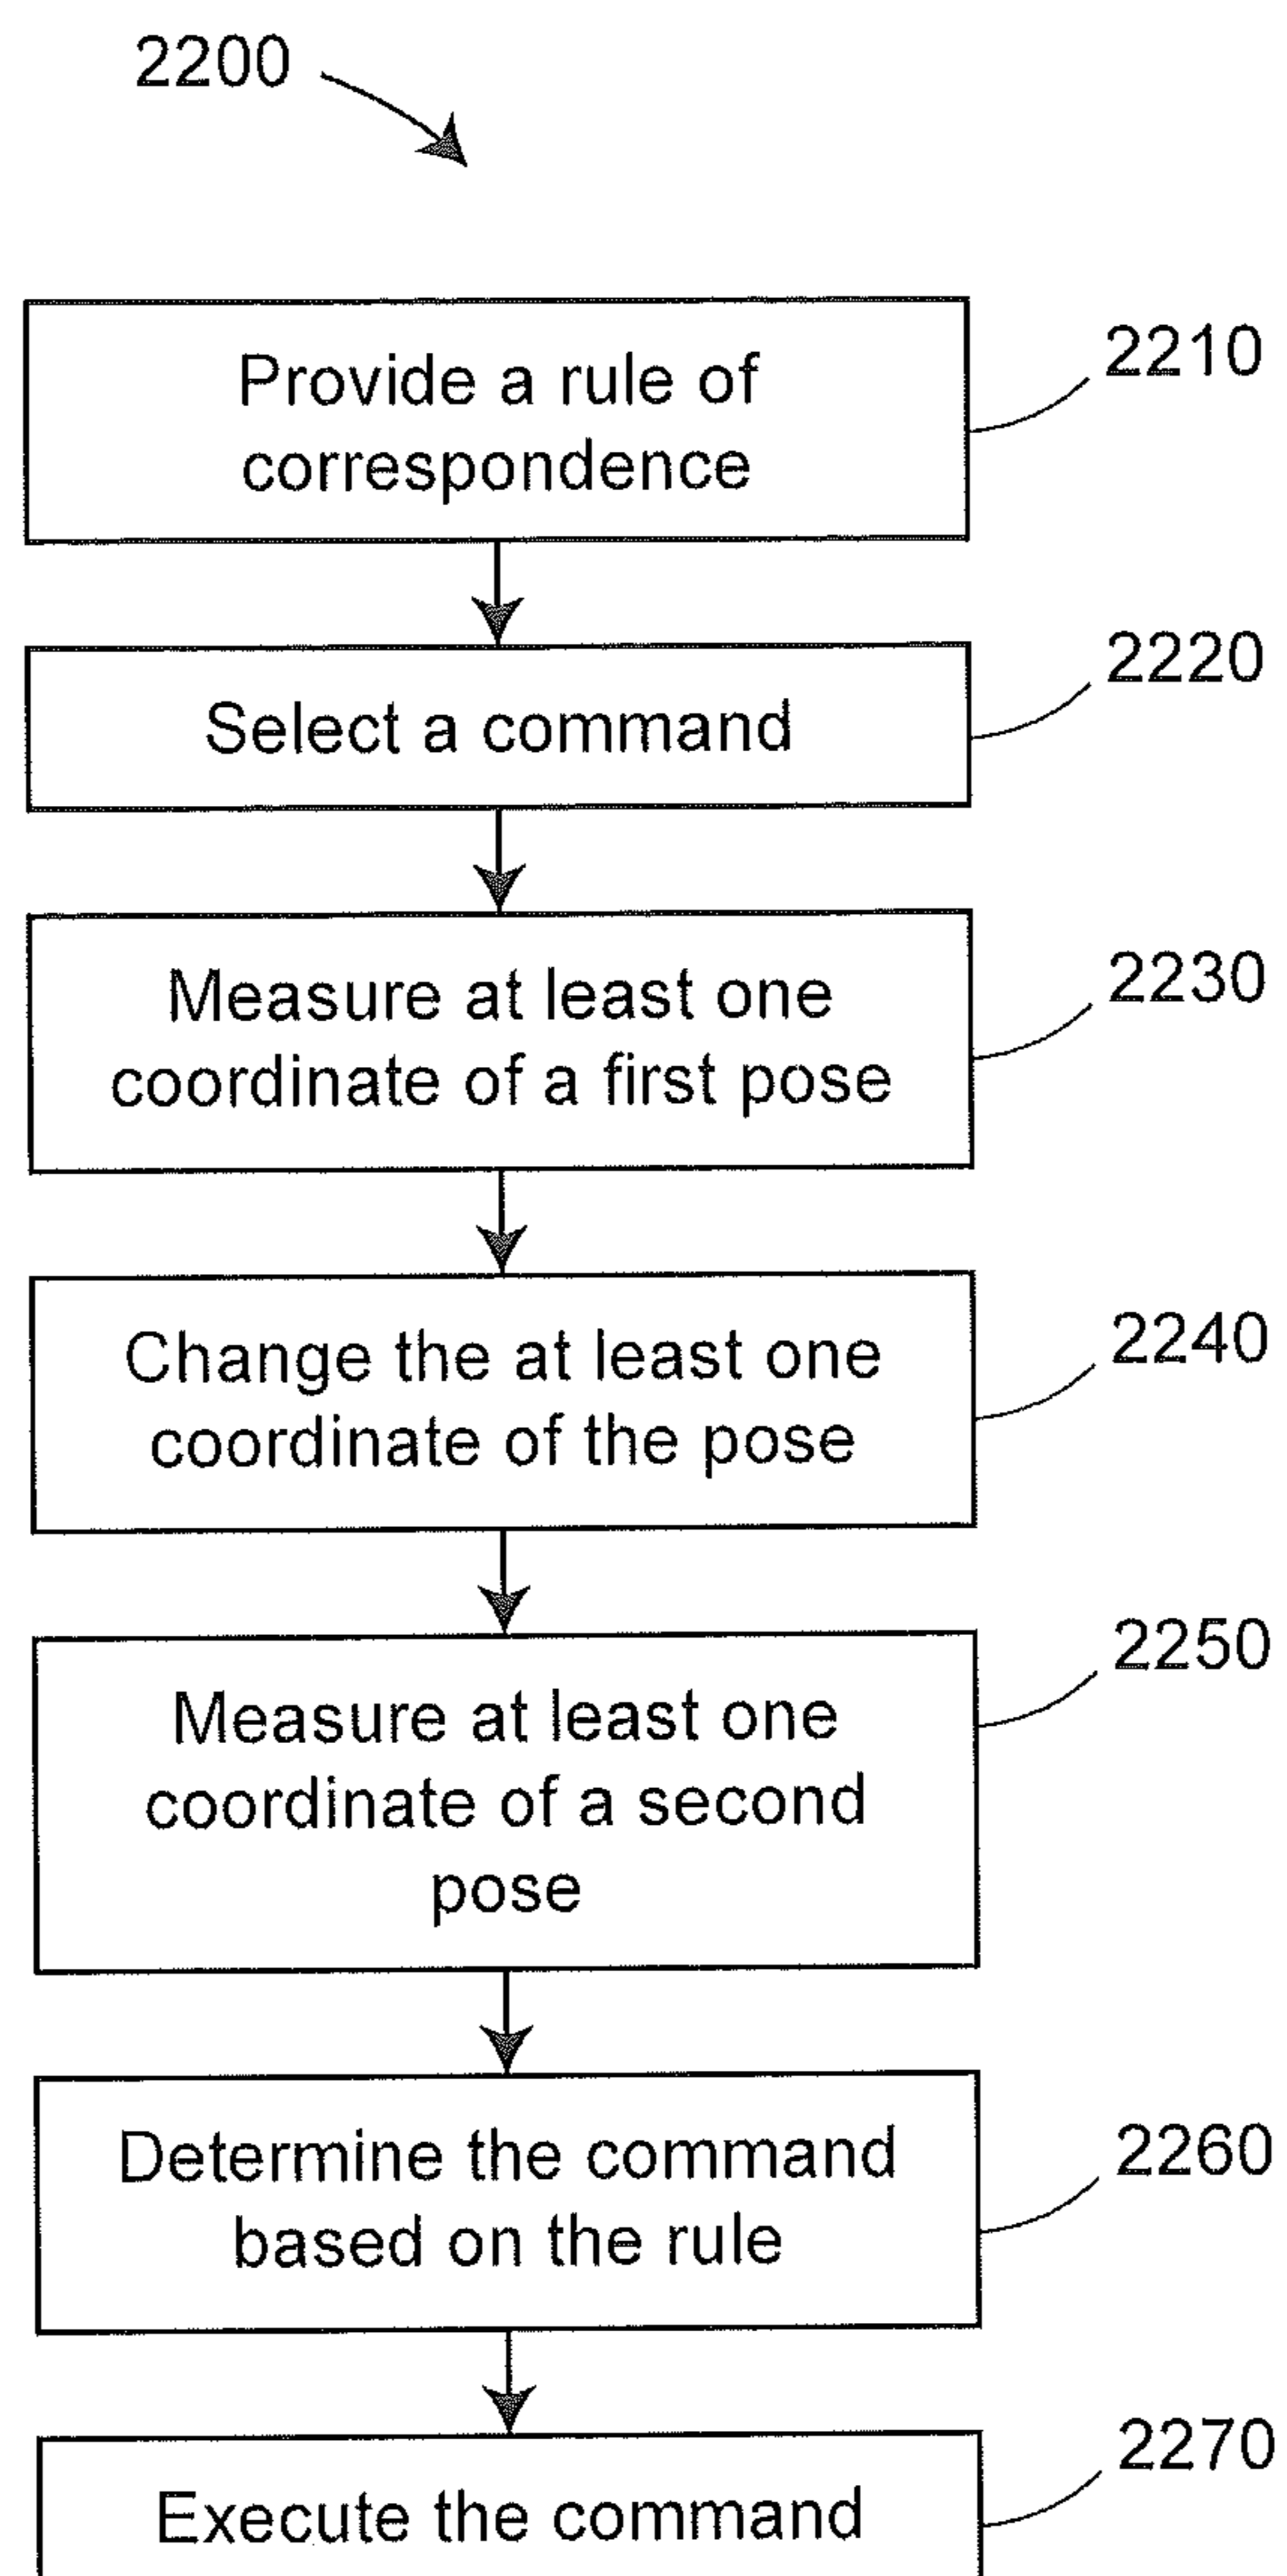 2200
Provide a rule of
correspondence
2210
Select a command
2220
Measure at least one
coordinate of a first pose
2230
Change the at least one
coordinate of the pose
2240
Measure at least one
coordinate of a second
pose
2250
Determine the command
based on the rule
2260
Execute the command
2270